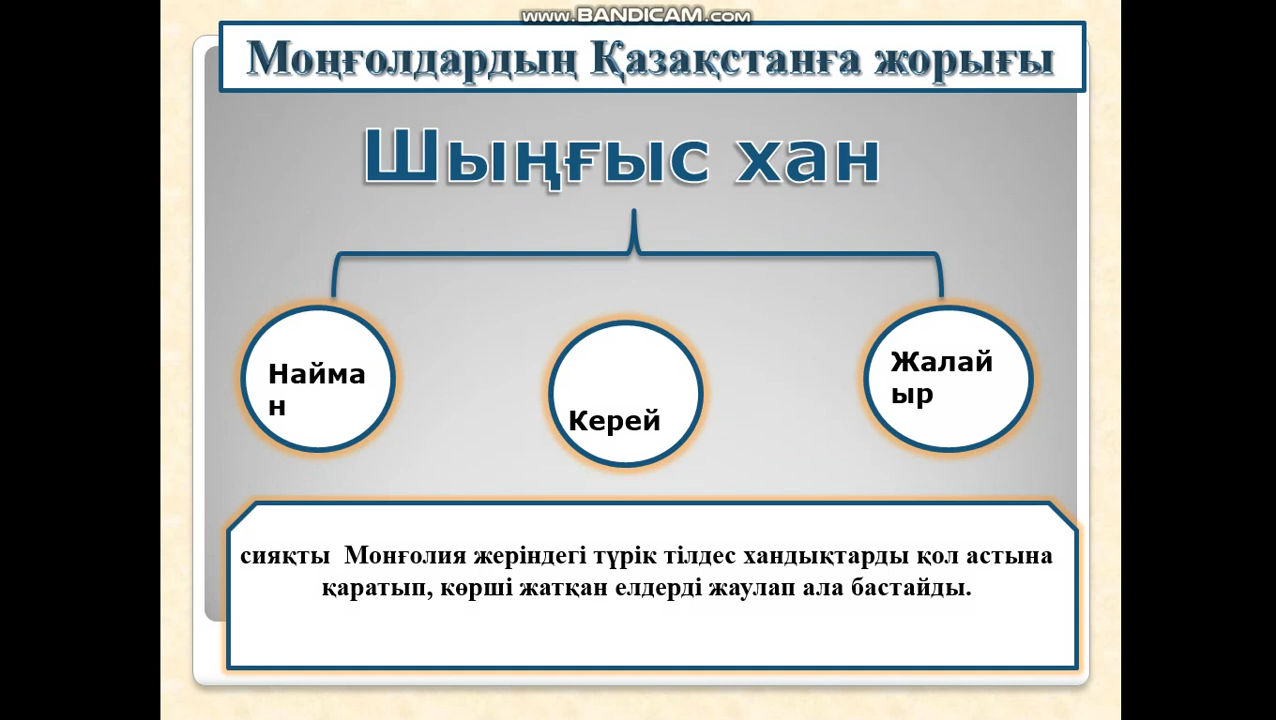 www.BANDICAM.com
Моңғолдардың Қазақстанға жорығы
Шыңғыс хан
Найма
н
Керей
Жалай
ыр
сияқты Монғолия жеріндегі түрік тілдес хандықтарды қол астына
қаратып, көрші жатқан елдерді жаулап ала бастайды.